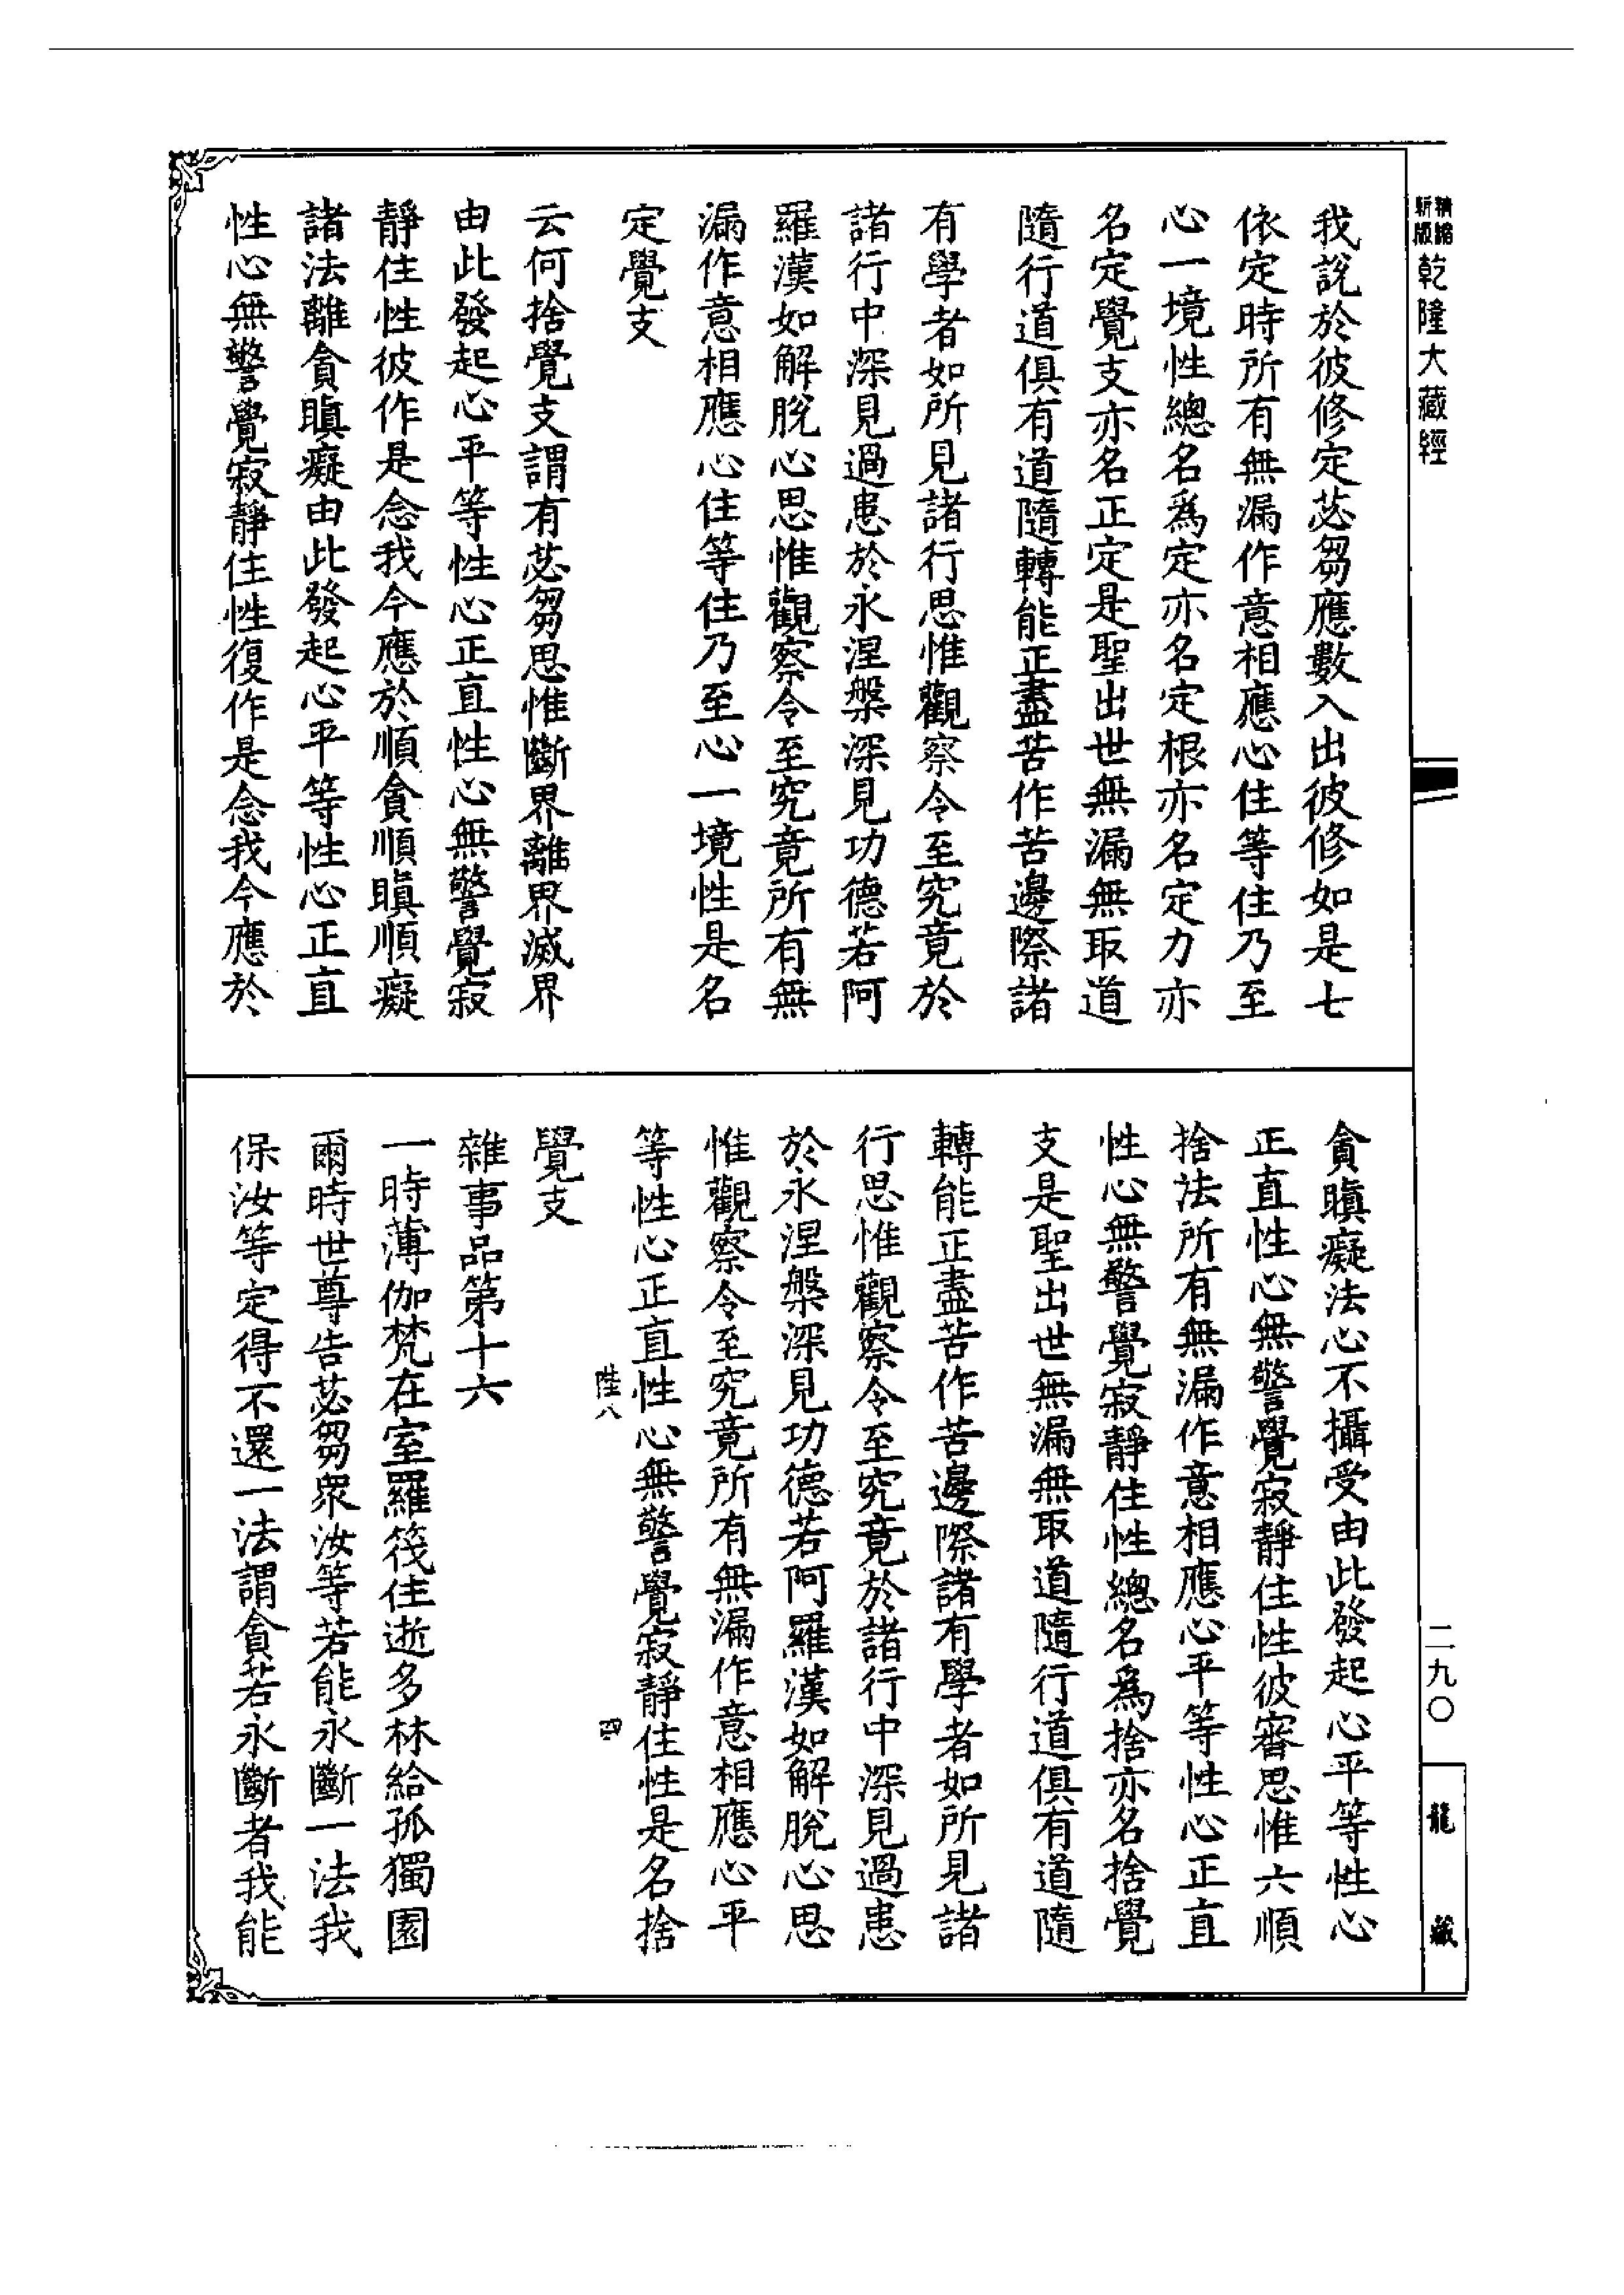 精縮新版乾隆大藏經
二九〇
龍藏
我說於彼修定苾芻應數入出彼修如是七
依定時所有無漏作意相應心住等住乃至
心一境性總名為定亦名定根亦名定力亦
名定覺支亦名正定是聖出世無漏無取道
隨行道俱有道隨轉能正盡苦作苦邊際諸
有學者如所見諸行思惟觀察令至究竟於
諸行中深見過患於永涅槃深見功德若阿
羅漢如解脫心思惟觀察令至究竟所有無
漏作意相應心住等住乃至心一境性是名
定覺支
云何捨覺支謂有苾芻思惟斷界離界滅界
由此發起心平等性心正直性心無警覺寂
靜住性彼作是念我今應於順貪順瞋順癡
諸法離貪瞋癡由此發起心平等性心正直
性心無警覺寂靜住性復作是念我今應於
貪瞋癡法心不攝受由此發起心平等性心
正直性心無警覺寂靜住性彼審思惟六順
捨法所有無漏作意相應心平等性心正直
性心無警覺寂靜住性總名為捨亦名捨覺
支是聖出世無漏無取道隨行道俱有道隨
轉能正盡苦作苦邊際諸有學者如所見諸
行思惟觀察令至究竟於諸行中深見過患
於永涅槃深見功德若阿羅漢如解脫心思
惟觀察令至究竟所有無漏作意相應心平
等性心正直性心無警覺寂靜住性是名捨
陛八 四
覺支
雜事品第十六
一時薄伽梵在室羅筏住逝多林給孤獨園
爾時世尊告苾芻眾汝等若能永斷一法我
保汝等定得不還一法謂貪若永斷者我能